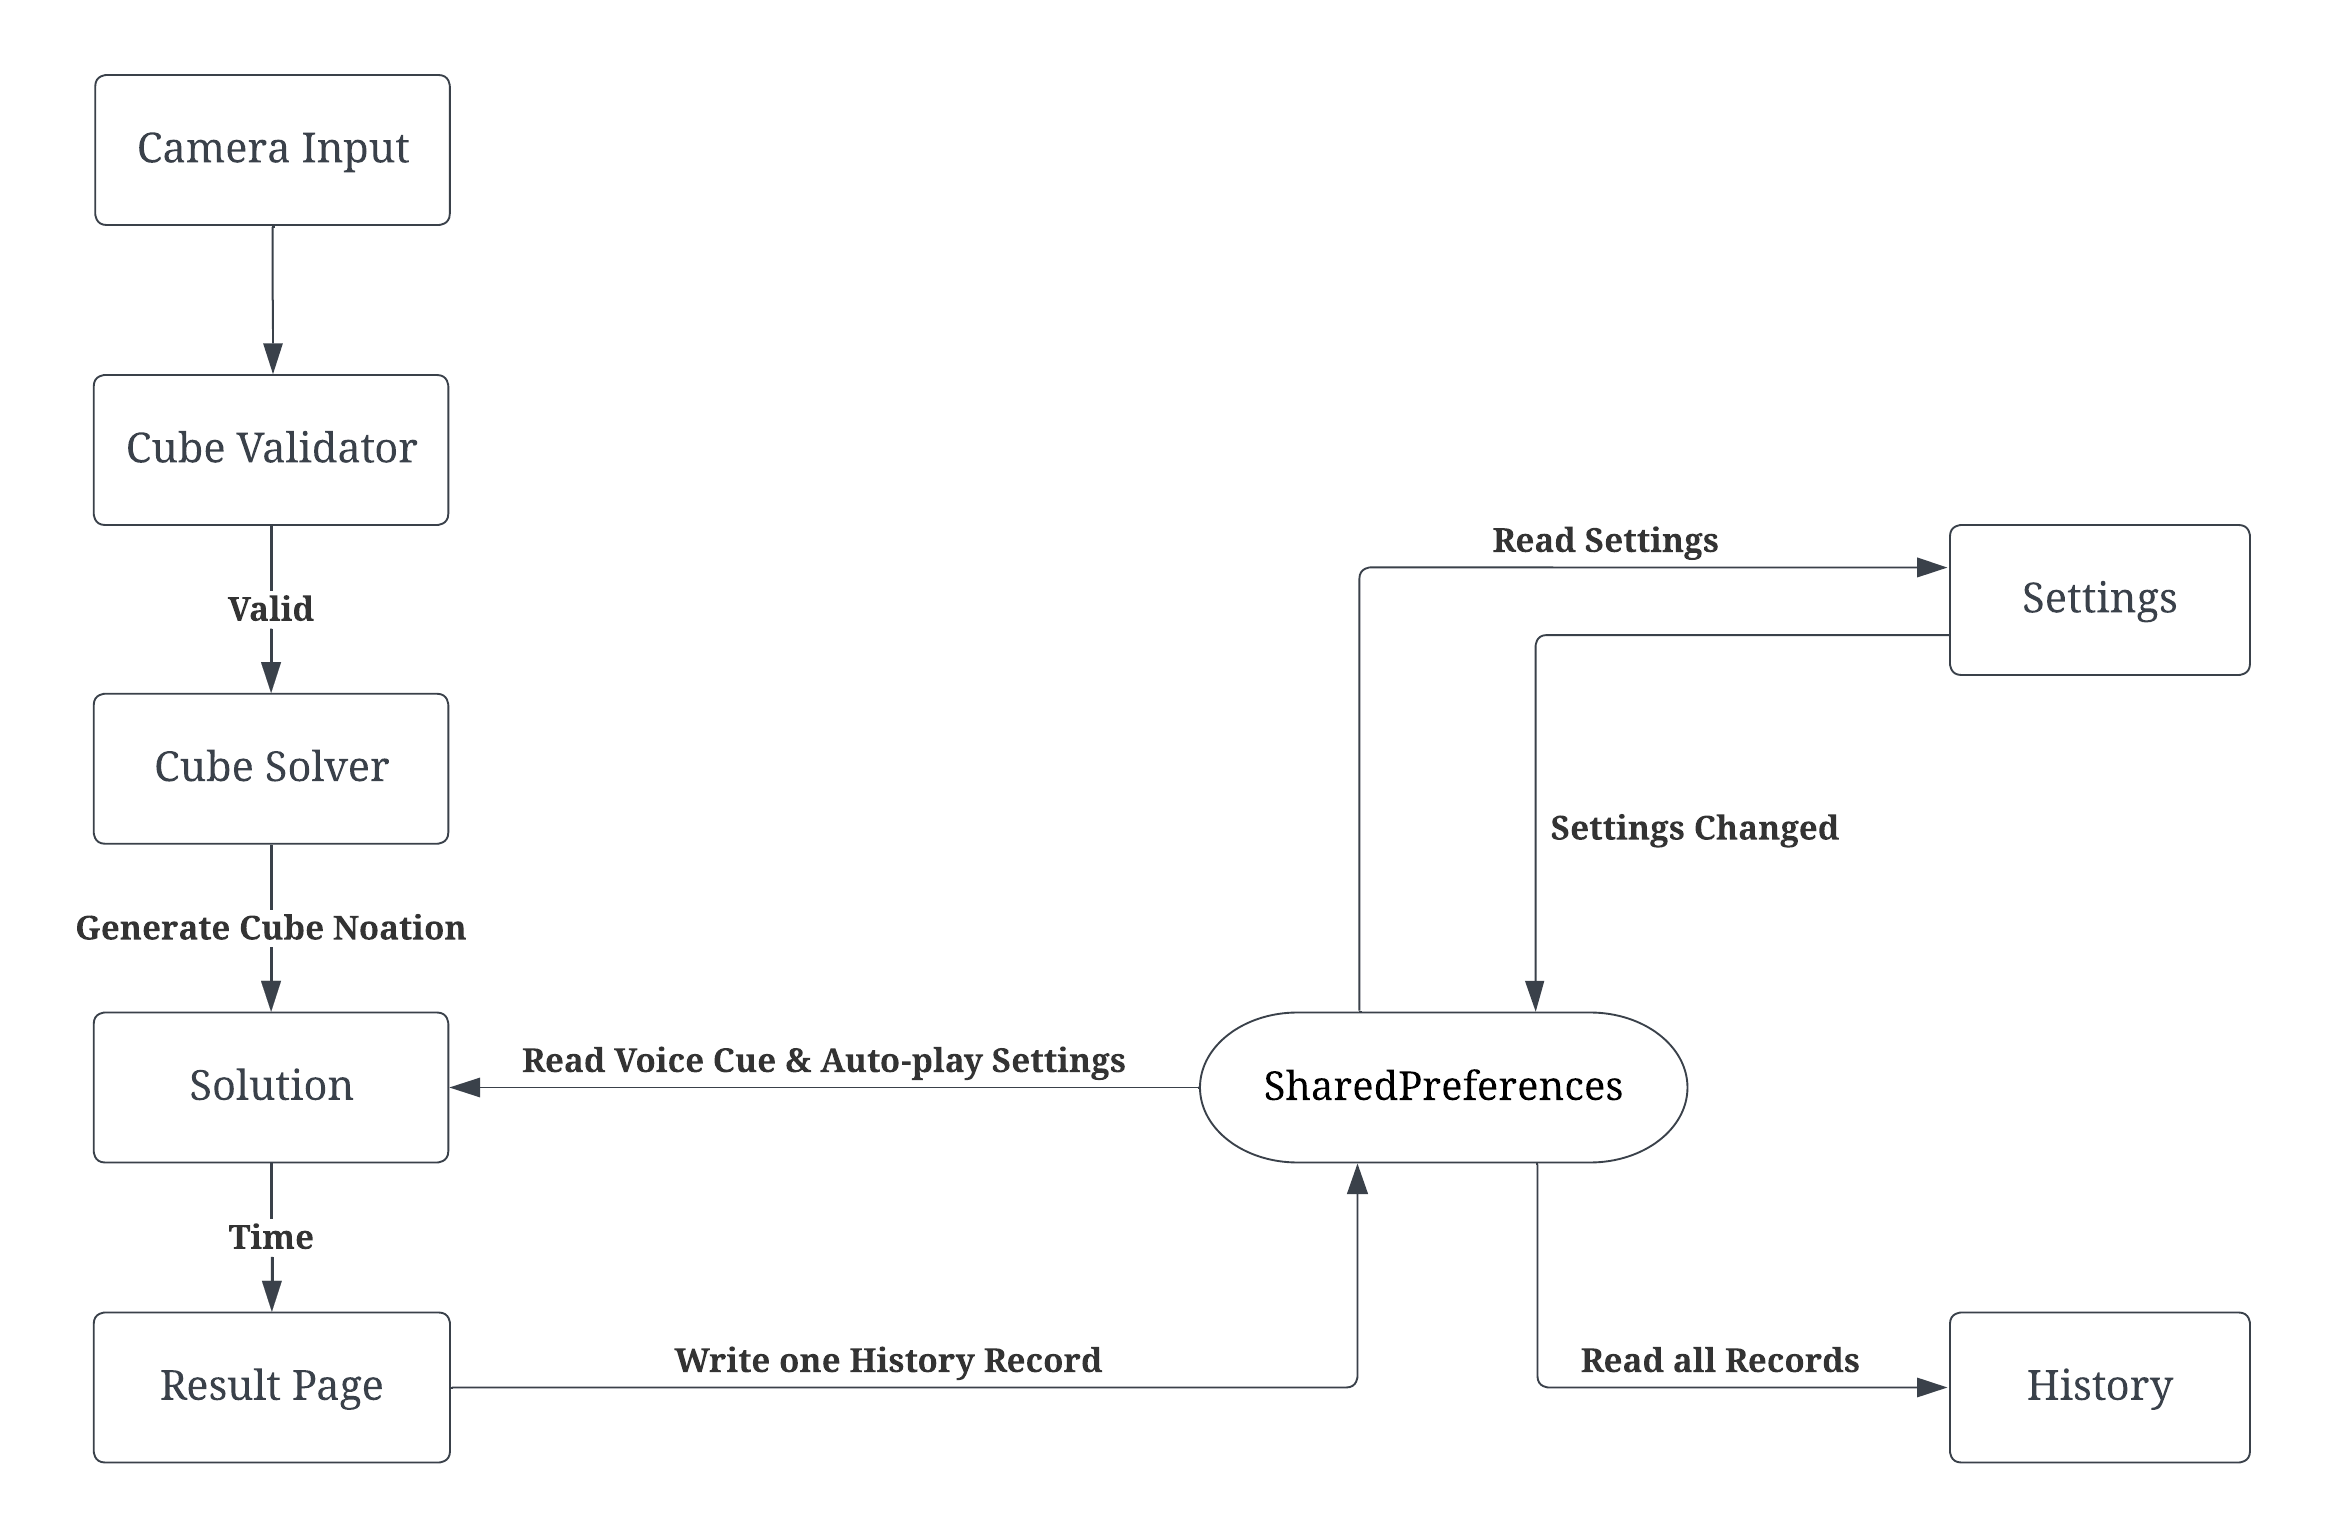 Camera Input
Cube Validator
Valid
Cube Solver
Generate Cube Noation
Solution
Time
Result Page
Read Voice Cue & Auto-play Settings
Write one History Record
SharedPreferences
Read Settings
Settings
Settings Changed
Read all Records
History